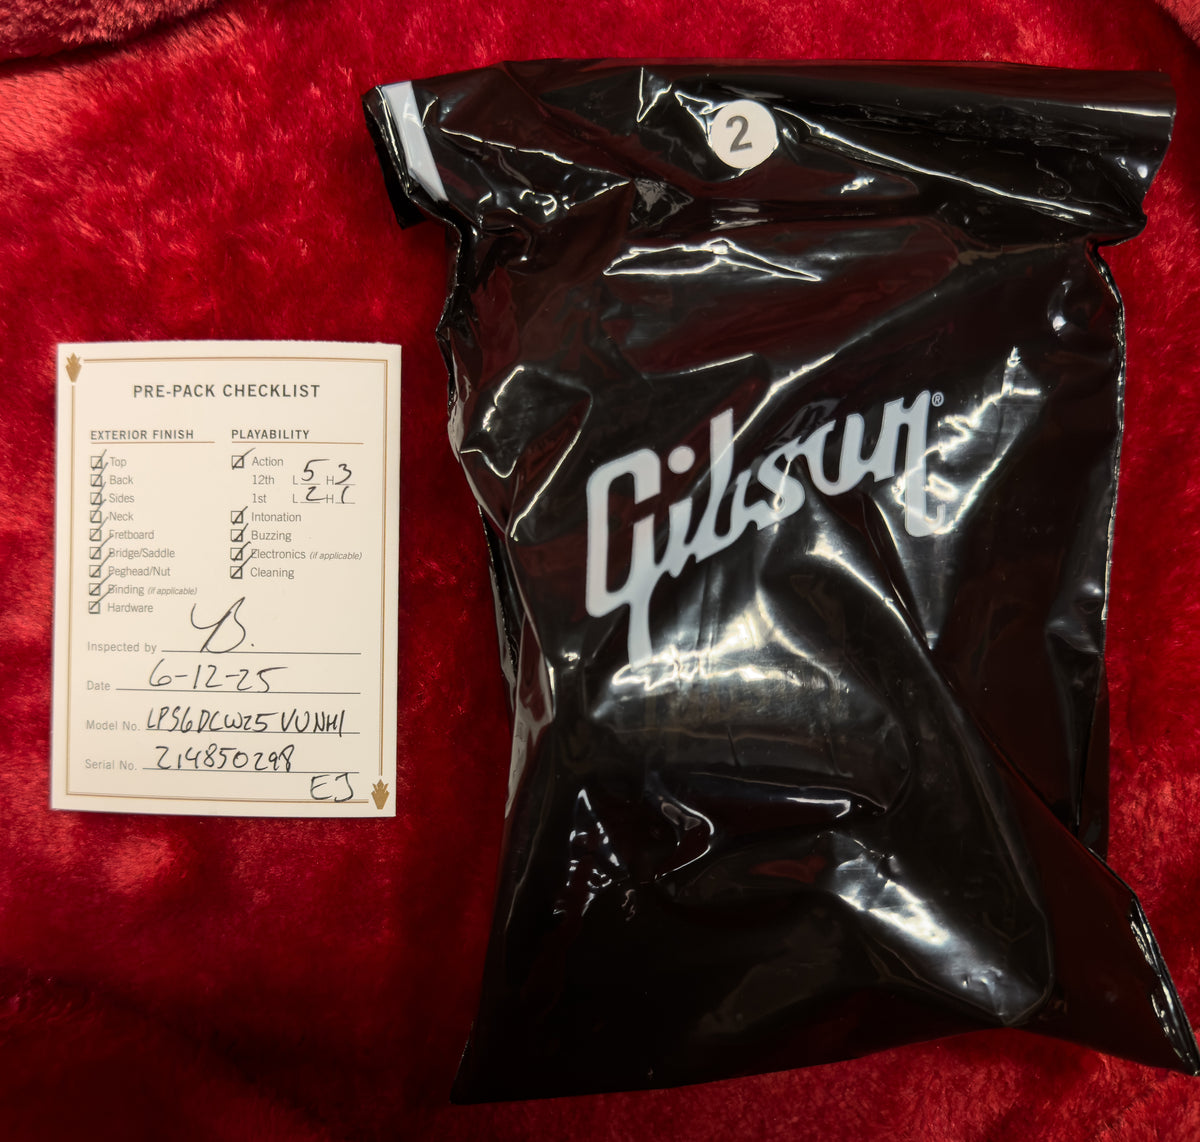 PRE-PACK CHECKLIST
EXTERIOR FINISH
Top
Back
Sides
Neck
Fretboard
Bridge/Saddle
Peghead/Nut
Binding (if applicable)
Hardware
PLAYABILITY
Action
12th L 5 H 3
1st L 2 H 1
Intonation
Buzzing
Electronics (if applicable)
Cleaning
Inspected by
Date 6-12-25
Model No. LPS6DCW25VUNH1
Serial No. 214850298
EJ
2
Gibson®